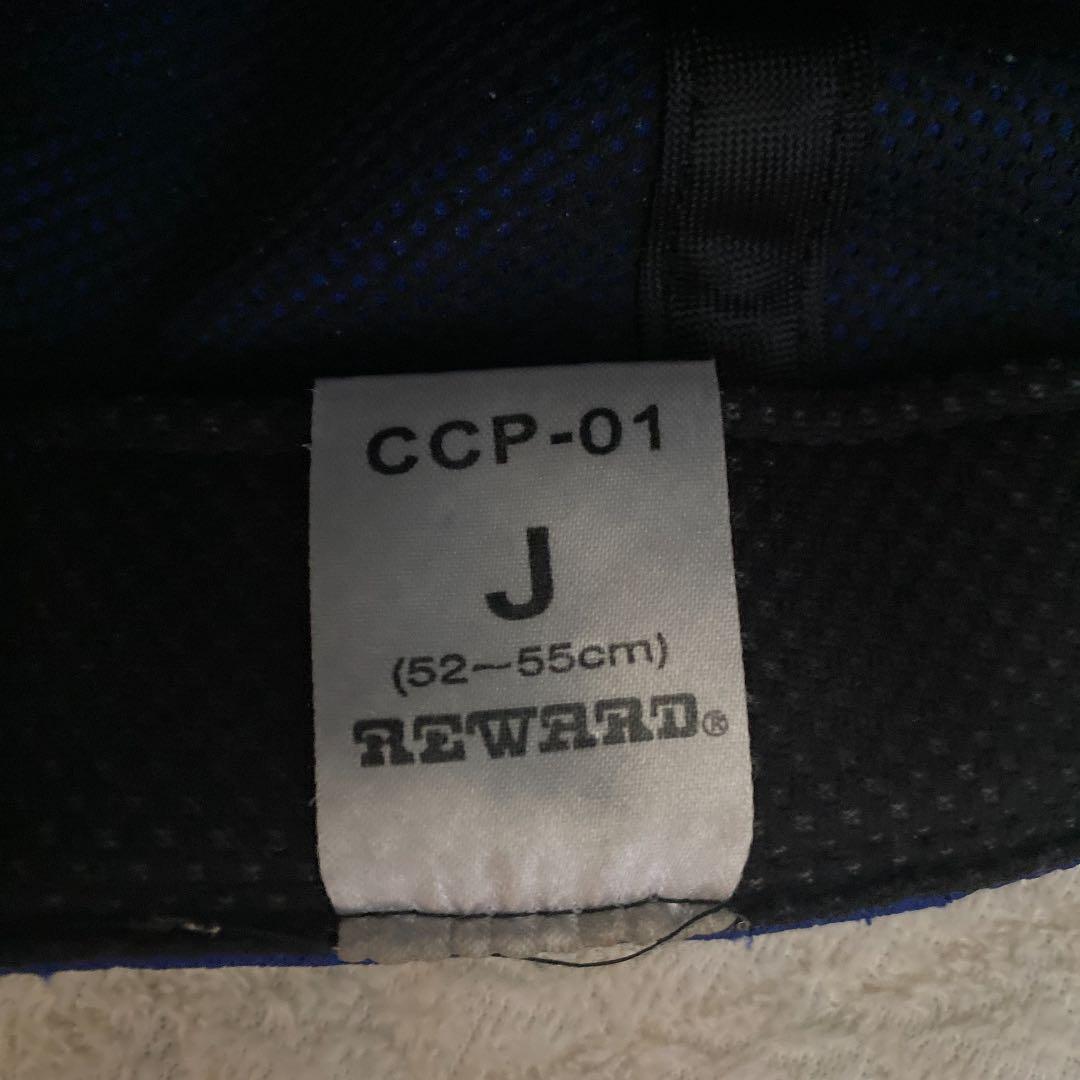 CCP-01
J
(52〜55cm)
REWARD®